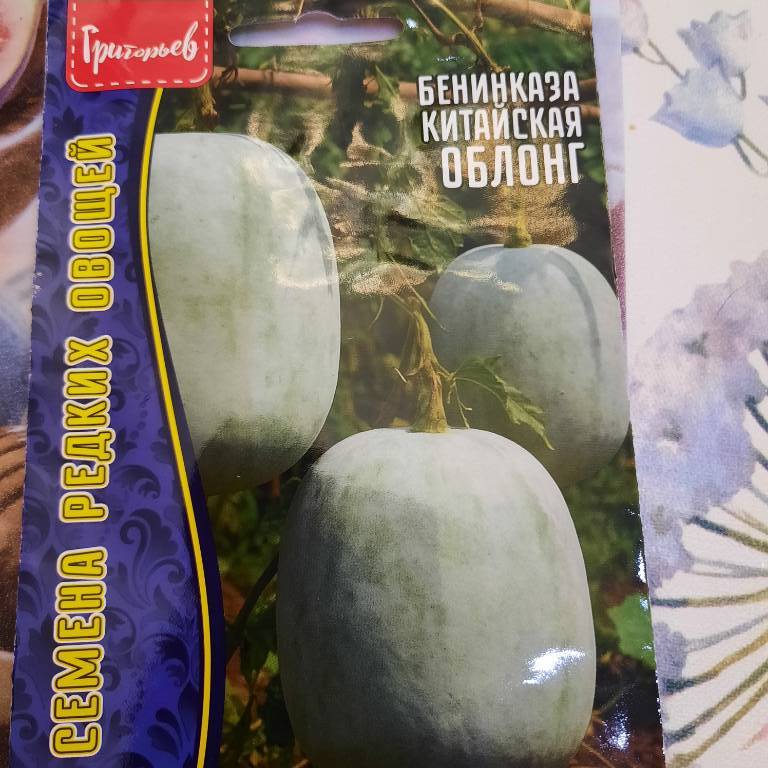 Григорьев
БЕНИНКАЗА
КИТАЙСКАЯ
ОБЛОНГ
СЕМЕНА РЕДКИХ ОВОЩЕЙ